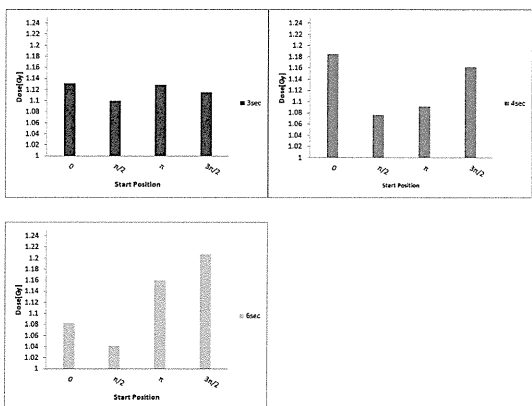 1.24
1.22
1.2
1.18
1.16
1.14
1.12
1.1
1.08
1.06
1.04
1.02
1
Dose[Gy]
0
π/2
π
3π/2
Start Position
3sec
1.24
1.22
1.2
1.18
1.16
1.14
1.12
1.1
1.08
1.06
1.04
1.02
1
Dose[Gy]
0
π/2
π
3π/2
Start Position
4sec
1.24
1.22
1.2
1.18
1.16
1.14
1.12
1.1
1.08
1.06
1.04
1.02
1
Dose[Gy]
0
π/2
π
3π/2
Start Position
6sec